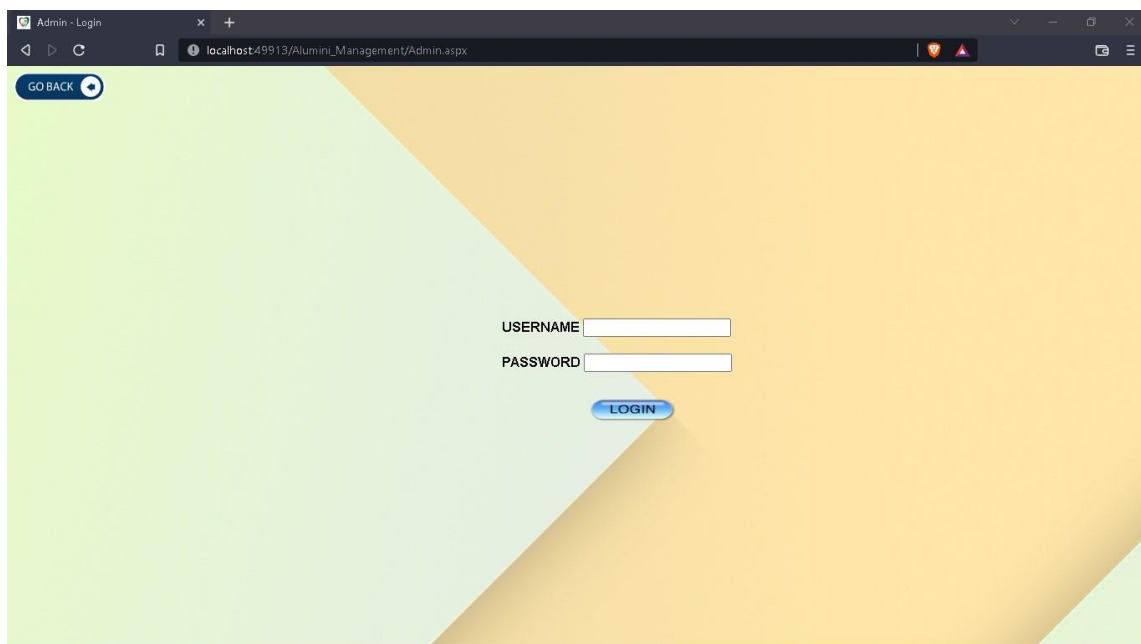 Admin - Login
localhost:49913/Alumini_Management/Admin.aspx
GO BACK
USERNAME
PASSWORD
LOGIN